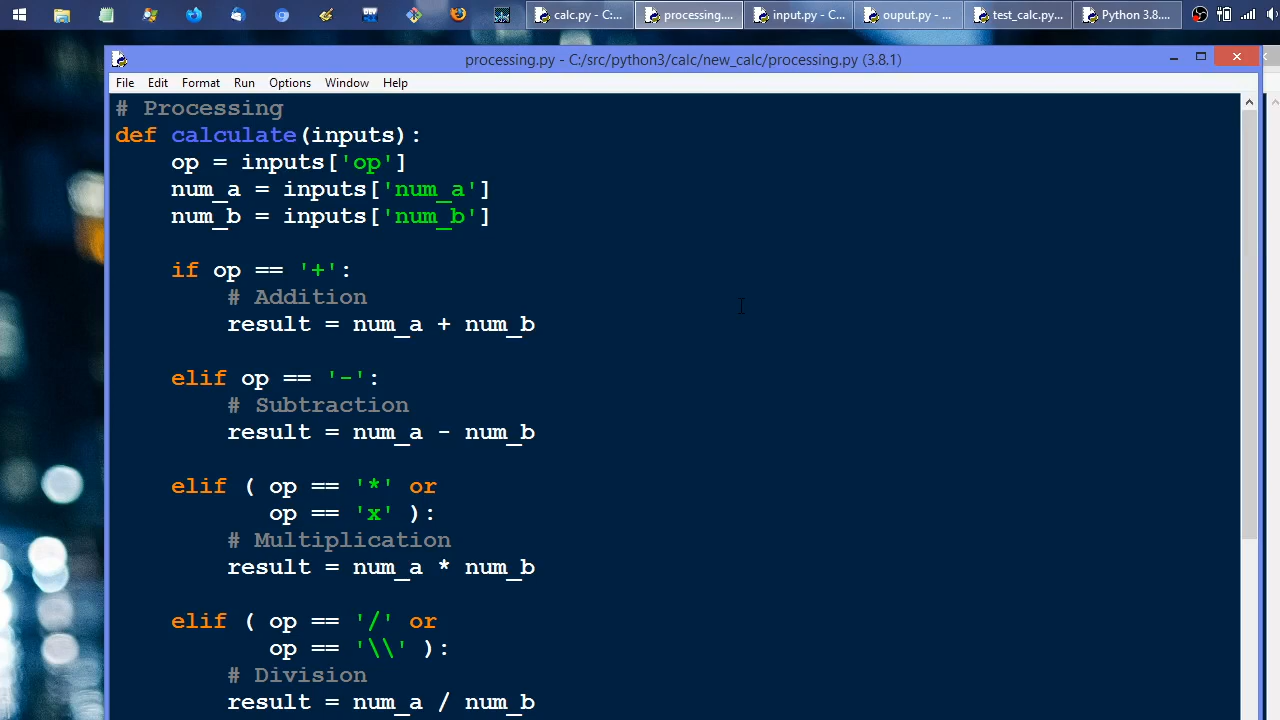 calc.py - C:...
processing....
input.py - C...
ouput.py - ...
test_calc.py...
Python 3.8....
processing.py - C:/src/python3/calc/new_calc/processing.py (3.8.1)
File Edit Format Run Options Window Help
# Processing
def calculate(inputs):
    op = inputs['op']
    num_a = inputs['num_a']
    num_b = inputs['num_b']
    if op == '+':
        # Addition
        result = num_a + num_b
    elif op == '-':
        # Subtraction
        result = num_a - num_b
    elif ( op == '*' or
           op == 'x' ):
        # Multiplication
        result = num_a * num_b
    elif ( op == '/' or
           op == '\\' ):
        # Division
        result = num_a / num_b